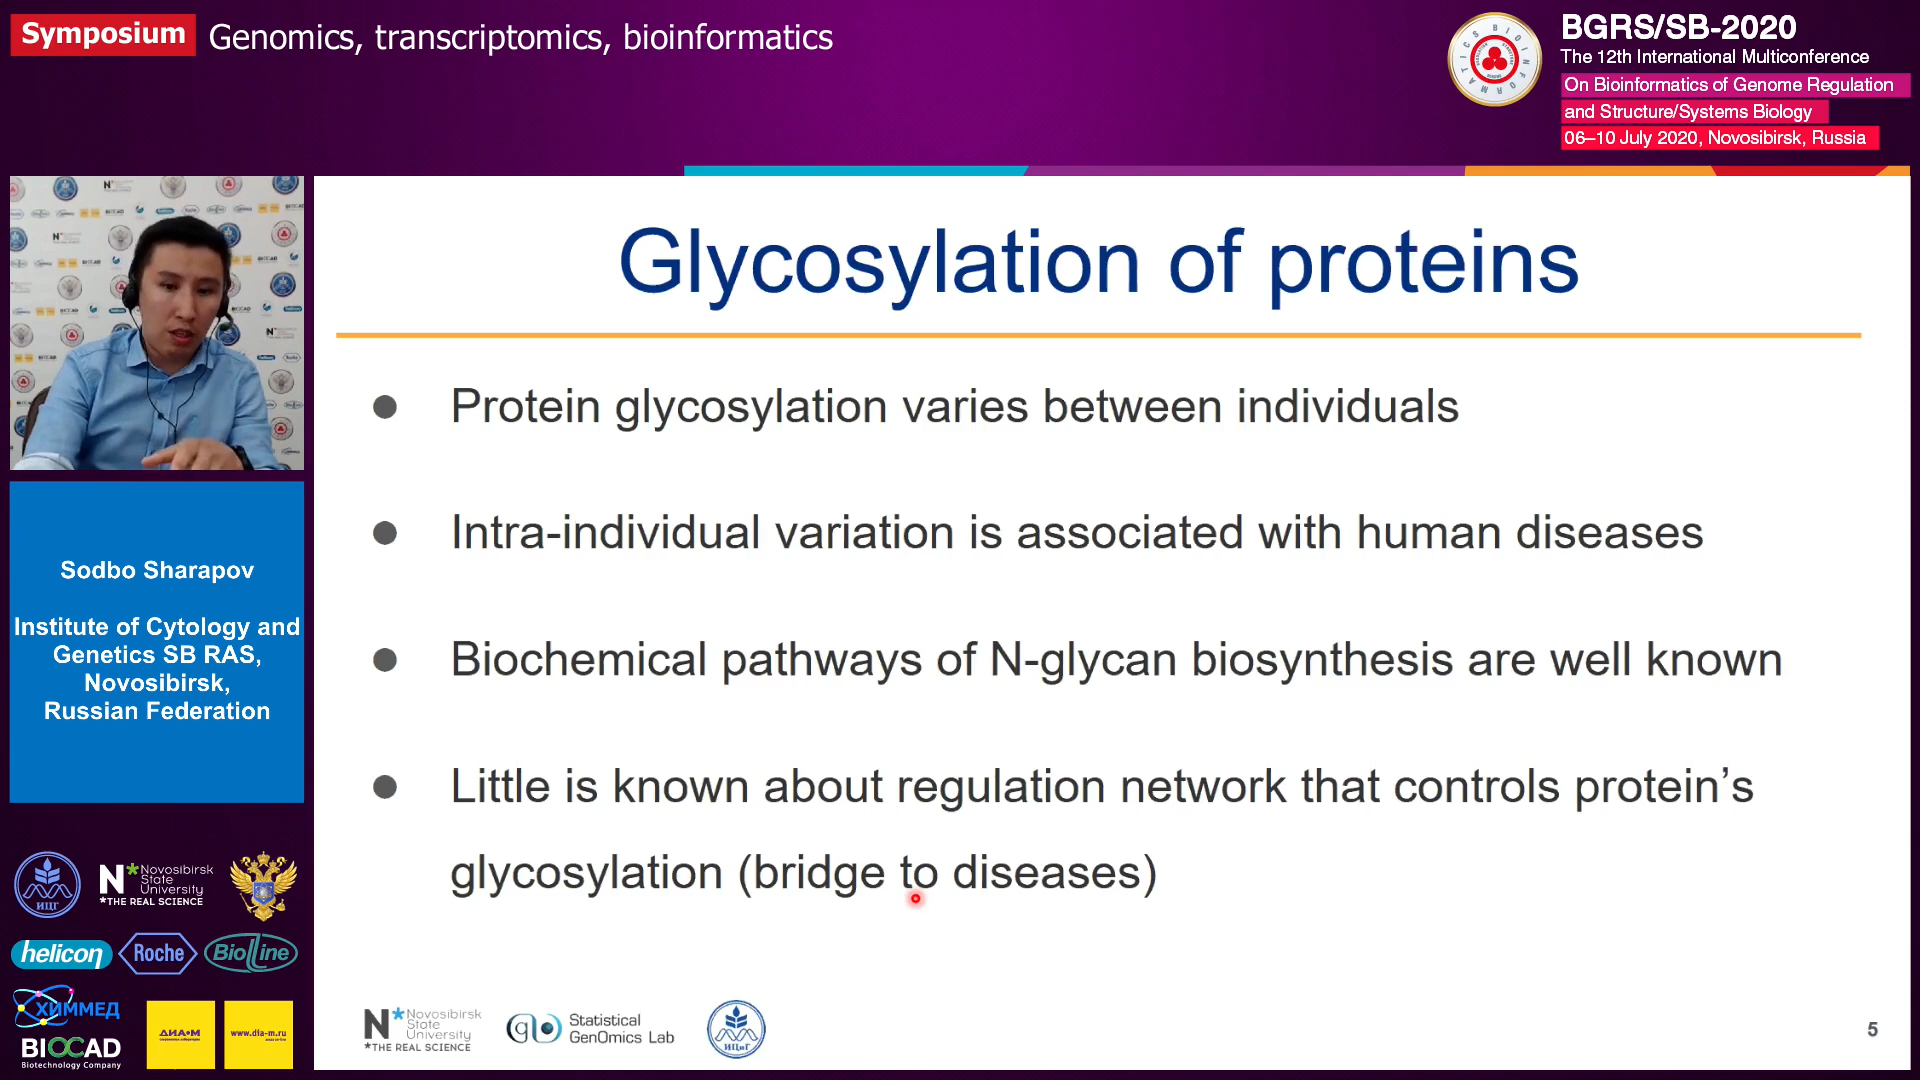 Symposium
Genomics, transcriptomics, bioinformatics
BGRS/SB-2020
The 12th International Multiconference
On Bioinformatics of Genome Regulation
and Structure/Systems Biology
06–10 July 2020, Novosibirsk, Russia
BIOINFORMATICS
Glycosylation of proteins
● Protein glycosylation varies between individuals
● Intra-individual variation is associated with human diseases
● Biochemical pathways of N-glycan biosynthesis are well known
● Little is known about regulation network that controls protein’s
glycosylation (bridge to diseases)
Sodbo Sharapov
Institute of Cytology and
Genetics SB RAS,
Novosibirsk,
Russian Federation
ИЦГ
N*Novosibirsk
State
University
*THE REAL SCIENCE
helicon
Roche
BioLine
ХИММЕД
BIOCAD
Biotechnology Company
ДИА•М
www.dia-m.ru
N*Novosibirsk
State
University
*THE REAL SCIENCE
Statistical
GenOmics Lab
ИЦиГ
5